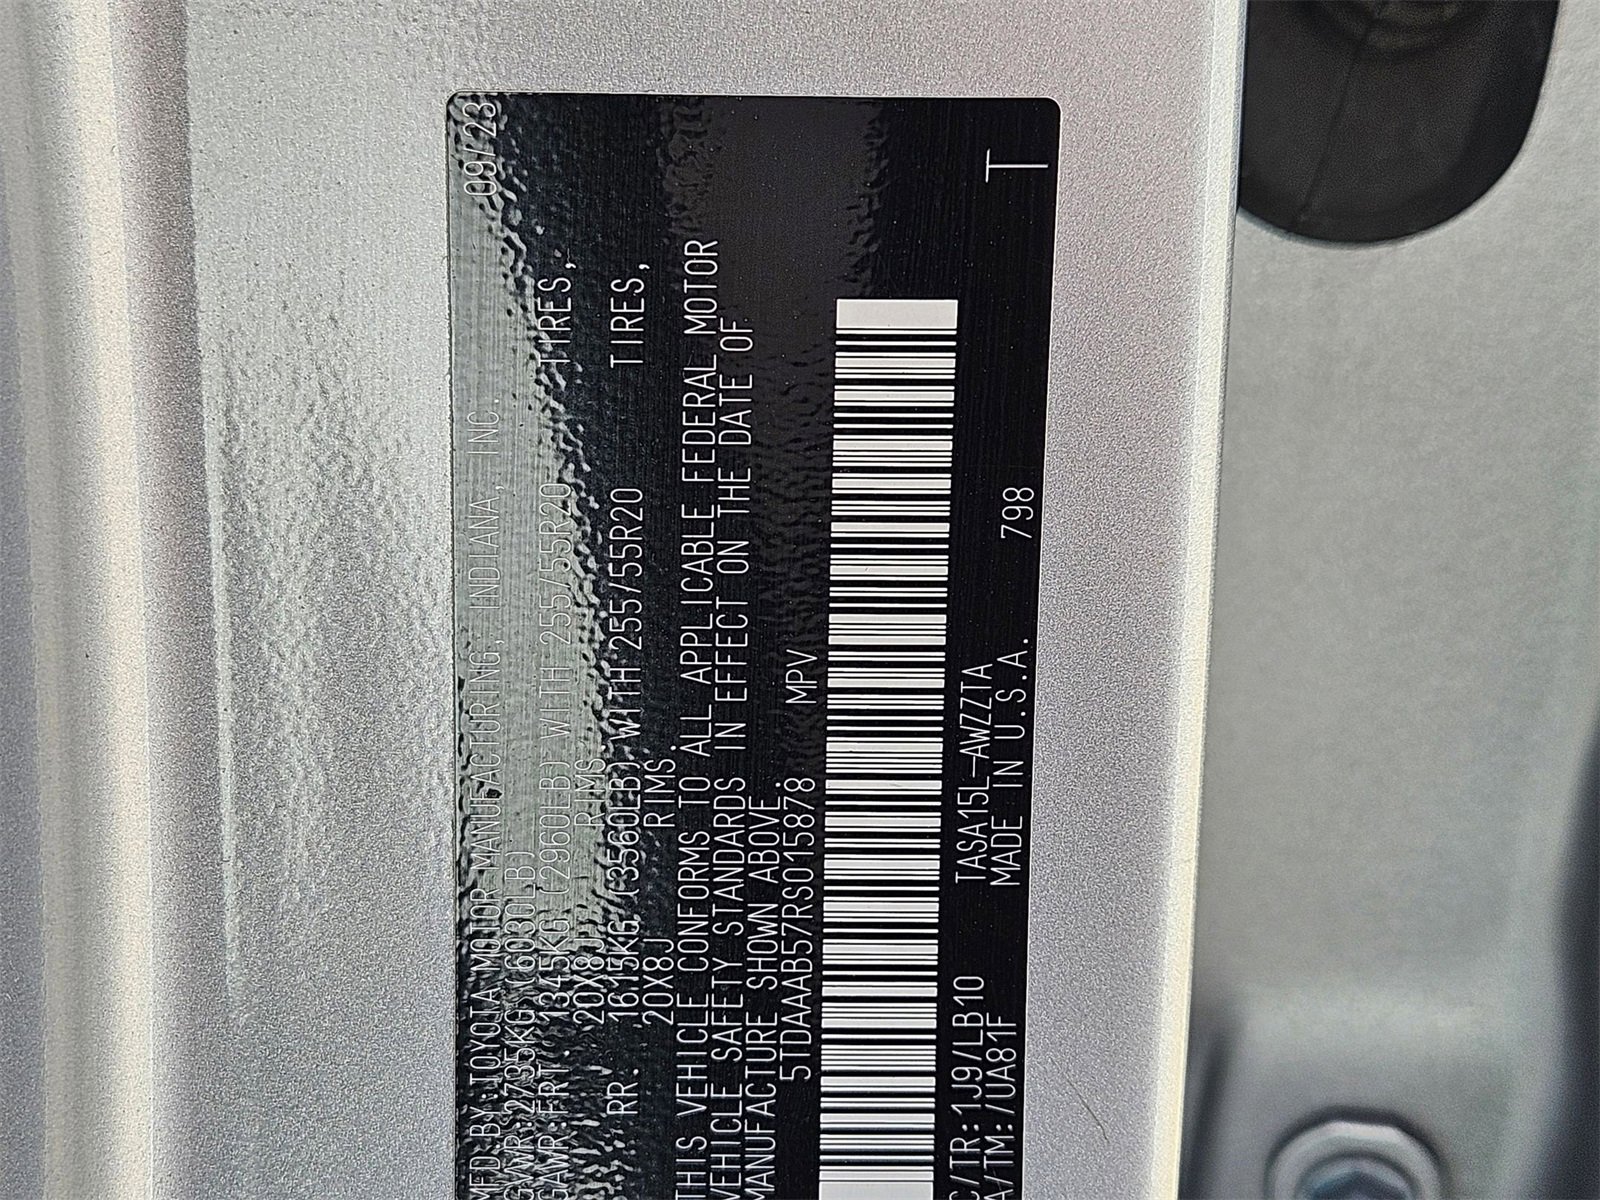 MFD.BY:TOYOTA MOTOR MANUFACTURING, INDIANA, INC. 09/23
GVWR:2735KG( 6030LB)
GAWR:FRT. 1345KG (2960LB) WITH 255/55R20 TIRES,
20X8J RIMS,
RR. 1615KG (3560LB) WITH 255/55R20 TIRES,
20X8J RIMS.
THIS VEHICLE CONFORMS TO ALL APPLICABLE FEDERAL MOTOR
VEHICLE SAFETY STANDARDS IN EFFECT ON THE DATE OF
MANUFACTURE SHOWN ABOVE.
5TDAAAB57RS015878 MPV
C/TR:1J9/LB10 TASA15L-AWZZTA
A/TM:/UA81F MADE IN U.S.A. 798 T